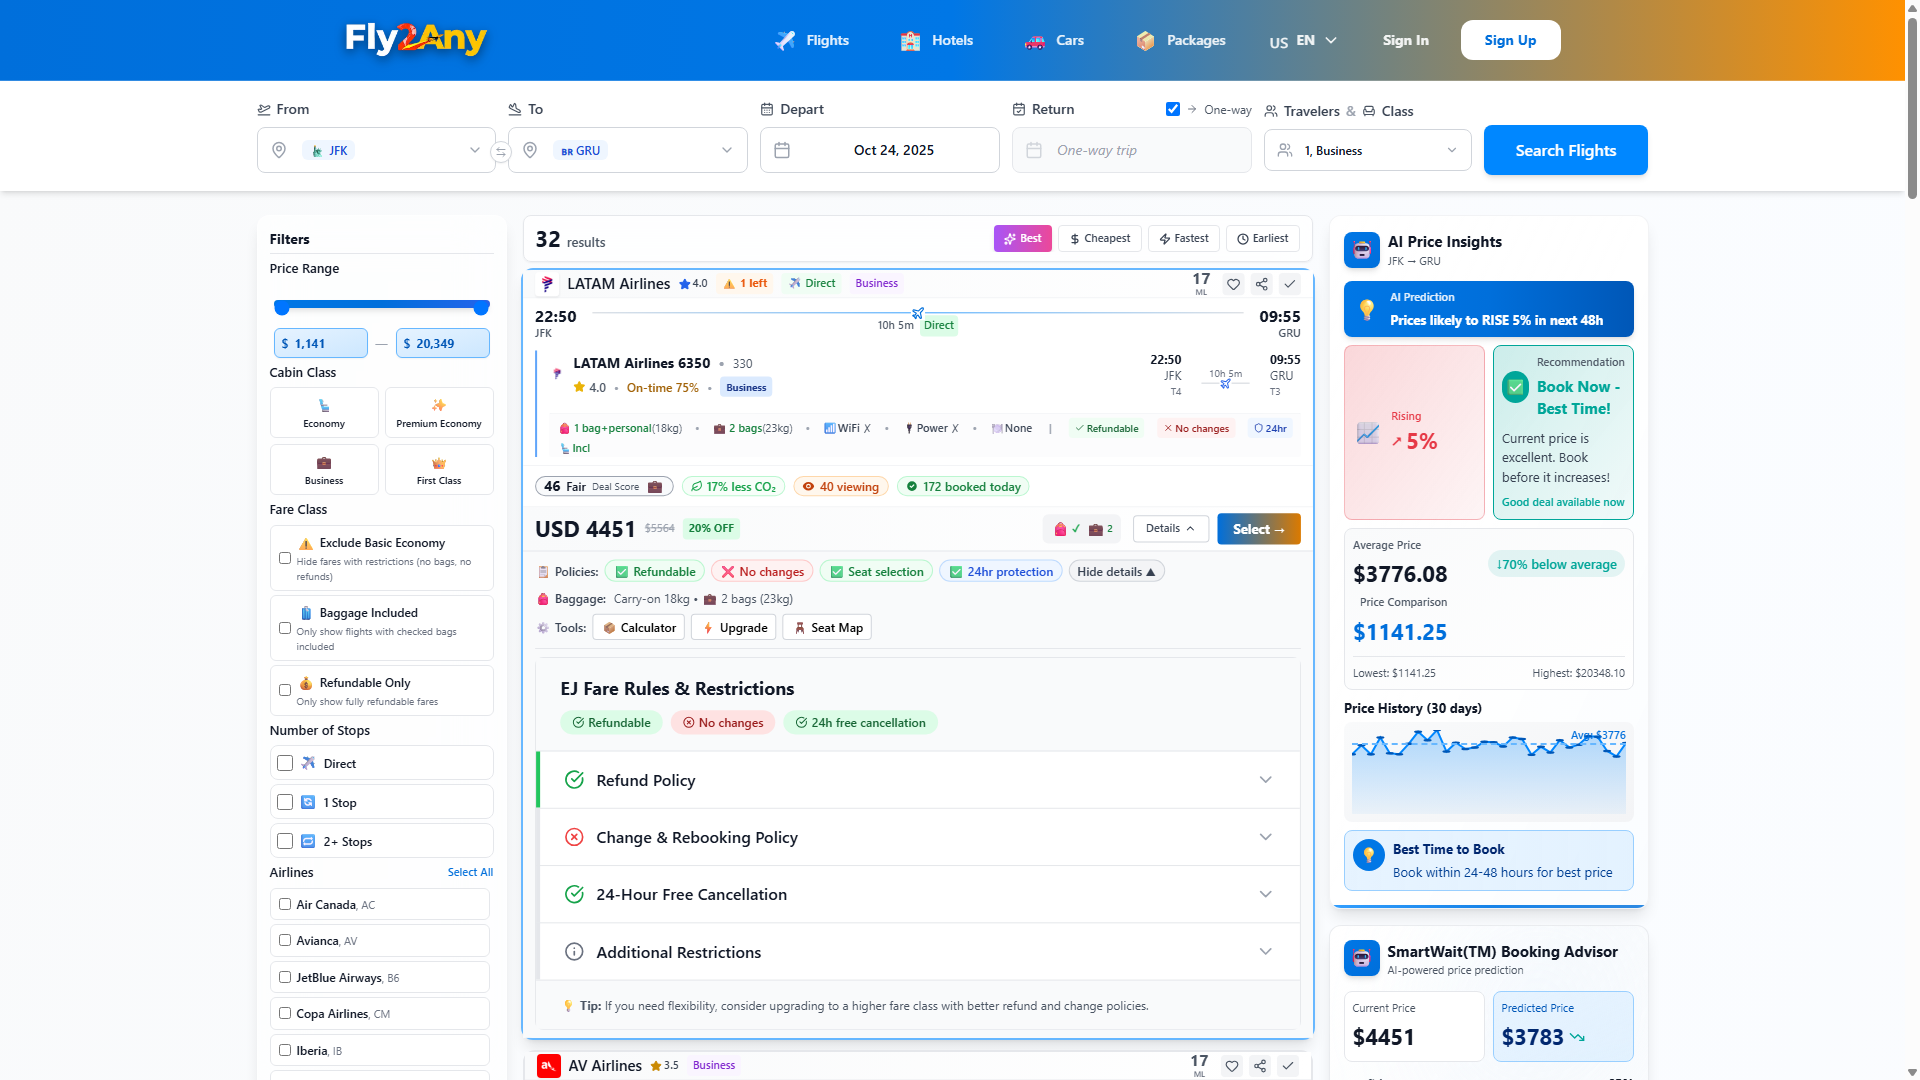 Fly2Any
Flights
Hotels
Cars
Packages
US EN
Sign In
Sign Up
From
To
Depart
Return
→ One-way
Travelers & Class
JFK
BR GRU
Oct 24, 2025
One-way trip
1, Business
Search Flights
Filters
Price Range
$ 1,141 — $ 20,349
Cabin Class
Economy
Premium Economy
Business
First Class
Fare Class
Exclude Basic Economy
Hide fares with restrictions (no bags, no
refunds)
Baggage Included
Only show flights with checked bags
included
Refundable Only
Only show fully refundable fares
Number of Stops
Direct
1 Stop
2+ Stops
Airlines Select All
Air Canada, AC
Avianca, AV
JetBlue Airways, B6
Copa Airlines, CM
Iberia, IB
32 results
Best
$ Cheapest
Fastest
Earliest
LATAM Airlines 4.0 1 left Direct Business
17
ML
22:50
JFK
10h 5m Direct
09:55
GRU
LATAM Airlines 6350 • 330
4.0 • On-time 75% • Business
22:50
JFK
T4
10h 5m
09:55
GRU
T3
1 bag+personal(18kg) • 2 bags(23kg) • WiFi ✗ • Power ✗ • None | ✓ Refundable ✕ No changes 24hr
Incl
46 Fair Deal Score
17% less CO₂
40 viewing
172 booked today
USD 4451 $5564 20% OFF
✓ 2
Details
Select →
Policies: Refundable No changes Seat selection 24hr protection Hide details ▲
Baggage: Carry-on 18kg • 2 bags (23kg)
Tools: Calculator Upgrade Seat Map
EJ Fare Rules & Restrictions
Refundable
No changes
24h free cancellation
Refund Policy
Change & Rebooking Policy
24-Hour Free Cancellation
Additional Restrictions
Tip: If you need flexibility, consider upgrading to a higher fare class with better refund and change policies.
AV Airlines 3.5 Business
17
ML
AI Price Insights
JFK → GRU
AI Prediction
Prices likely to RISE 5% in next 48h
Rising
↗ 5%
Recommendation
Book Now -
Best Time!
Current price is
excellent. Book
before it increases!
Good deal available now
Average Price
$3776.08
↓70% below average
Price Comparison
$1141.25
Lowest: $1141.25 Highest: $20348.10
Price History (30 days)
Avg: $3776
Best Time to Book
Book within 24-48 hours for best price
SmartWait(TM) Booking Advisor
AI-powered price prediction
Current Price
$4451
Predicted Price
$3783